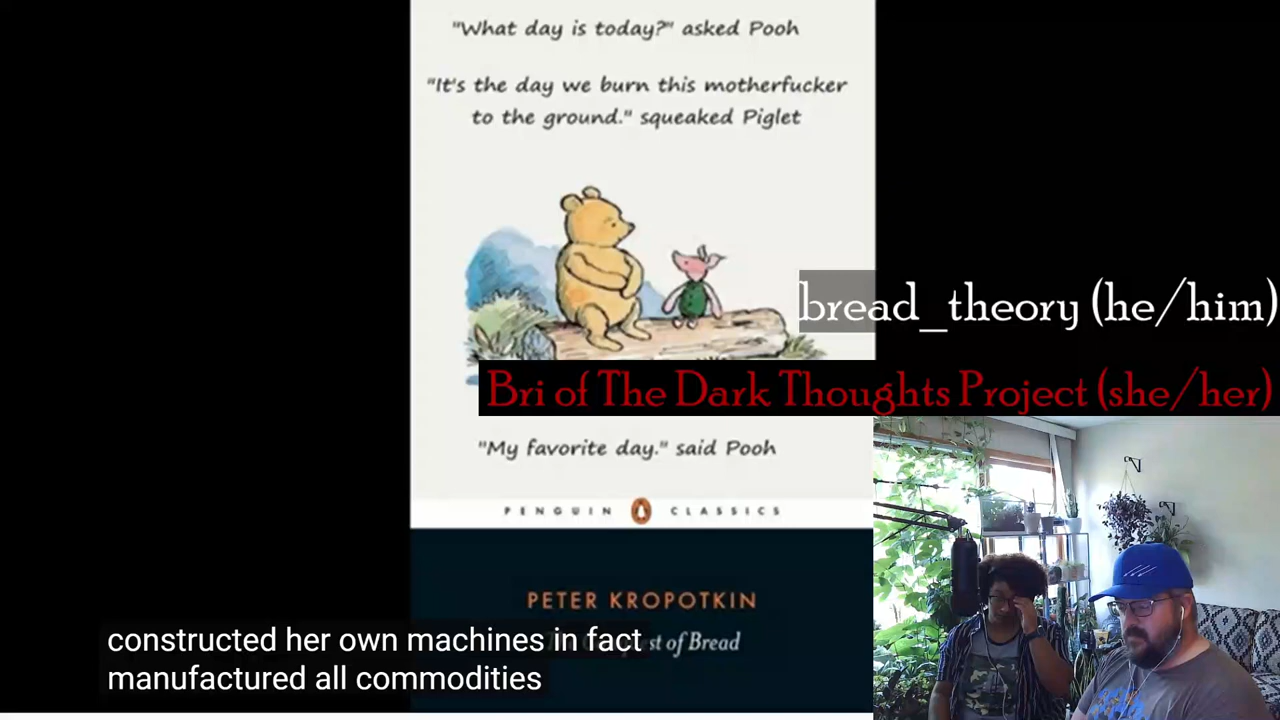 "What day is today?" asked Pooh
"It's the day we burn this motherfucker
to the ground." squeaked Piglet
bread_theory (he/him)
Bri of The Dark Thoughts Project (she/her)
"My favorite day." said Pooh
PENGUIN CLASSICS
PETER KROPOTKIN
st of Bread
constructed her own machines in fact
manufactured all commodities